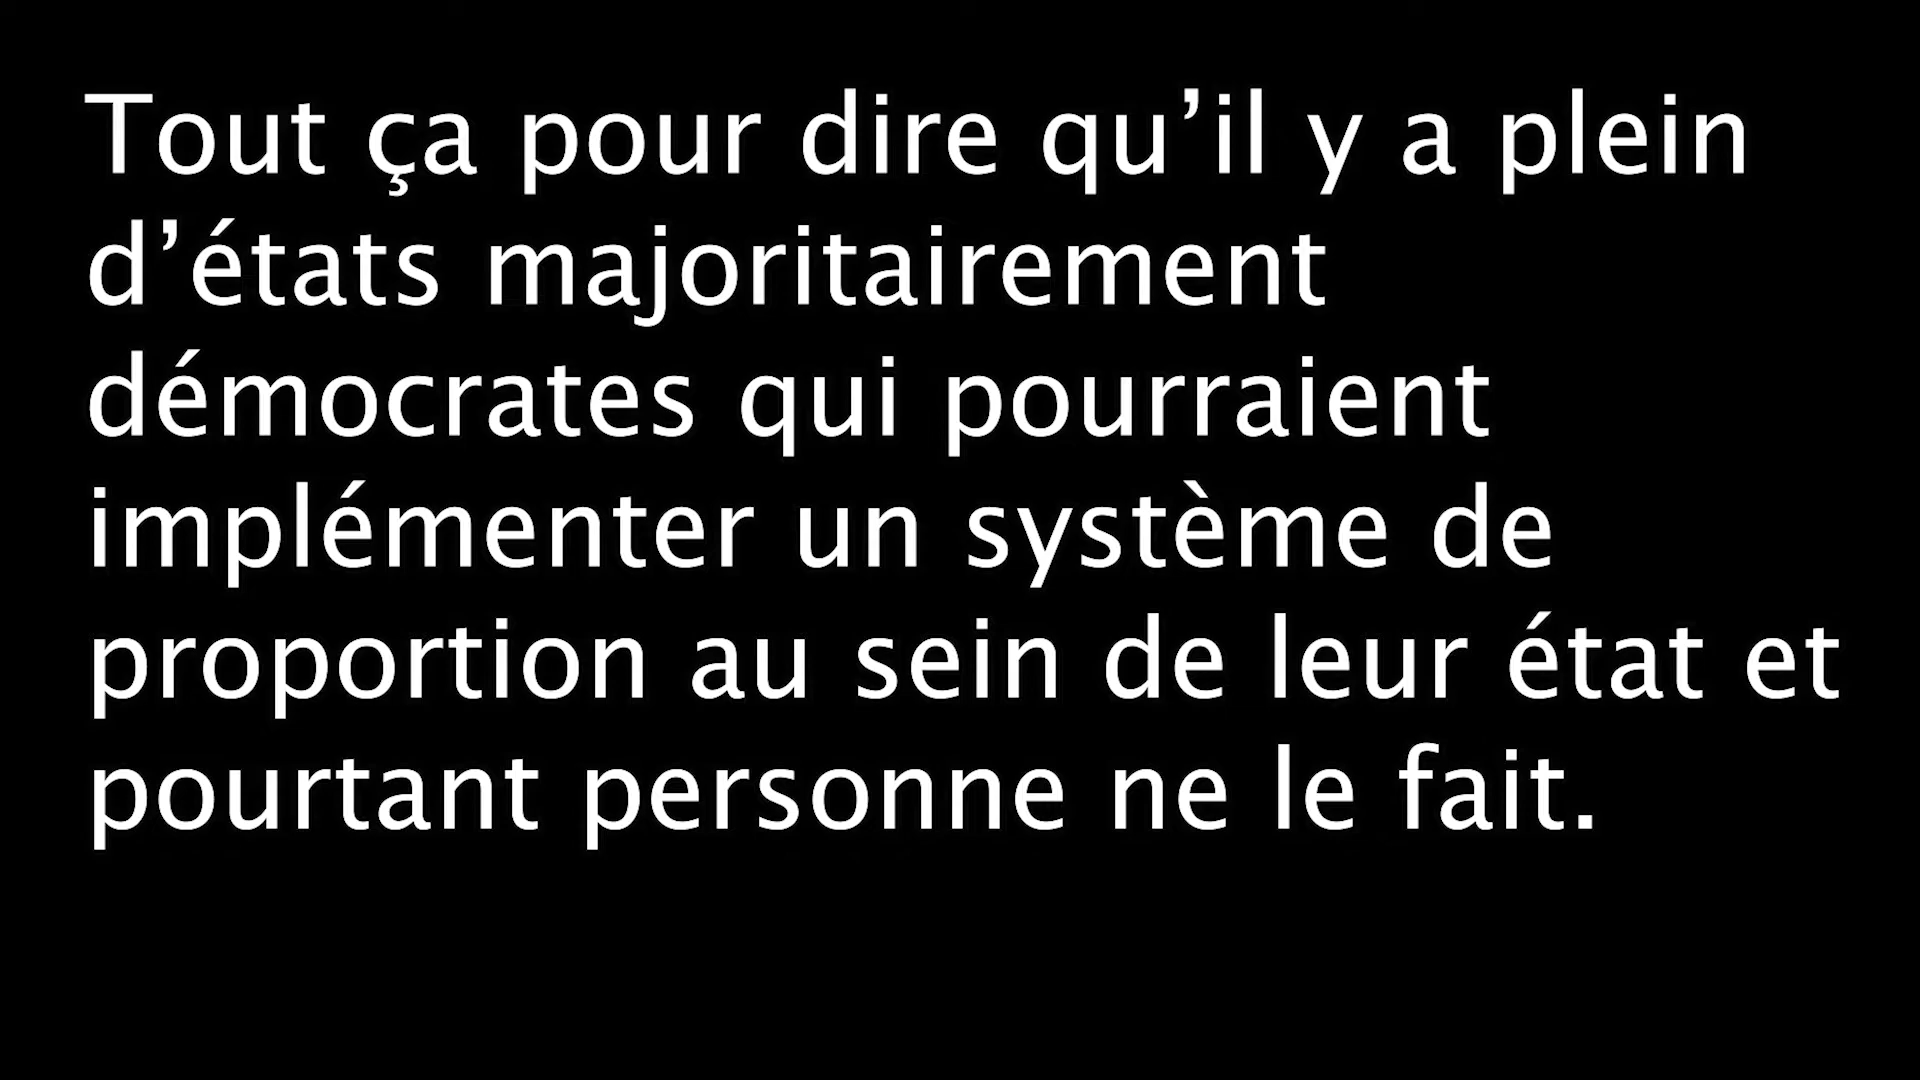 Tout ça pour dire qu’il y a plein
d’états majoritairement
démocrates qui pourraient
implémenter un système de
proportion au sein de leur état et
pourtant personne ne le fait.